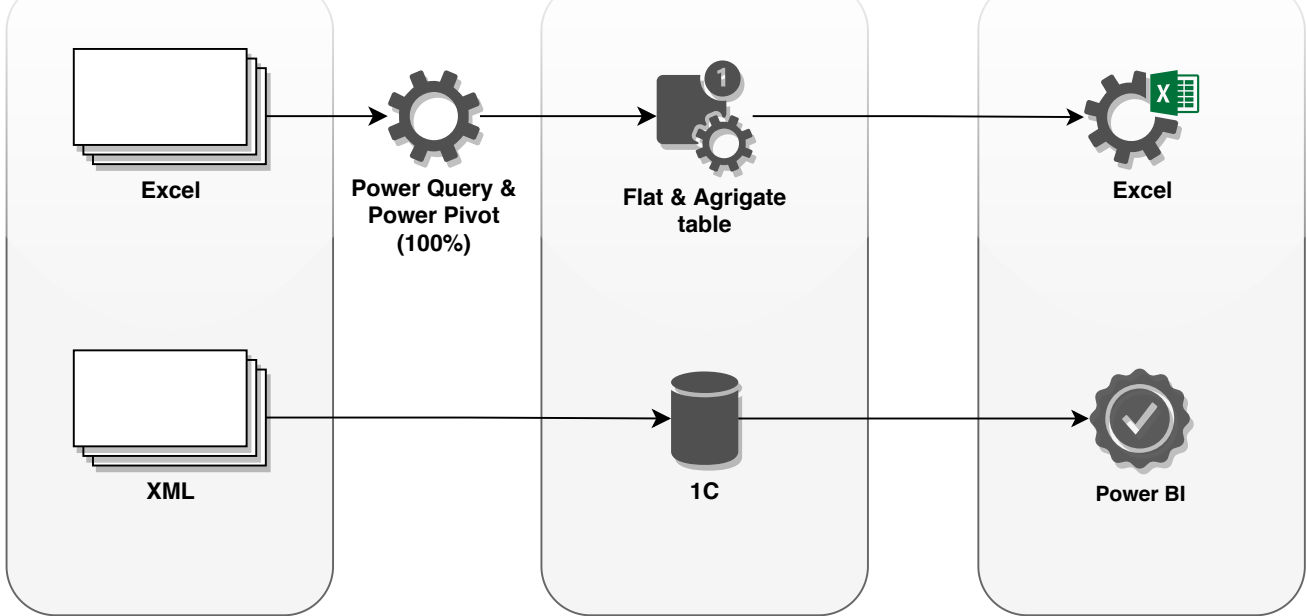 1
X
Excel
Power Query &
Power Pivot
(100%)
Flat & Agrigate
table
Excel
XML
1C
Power BI